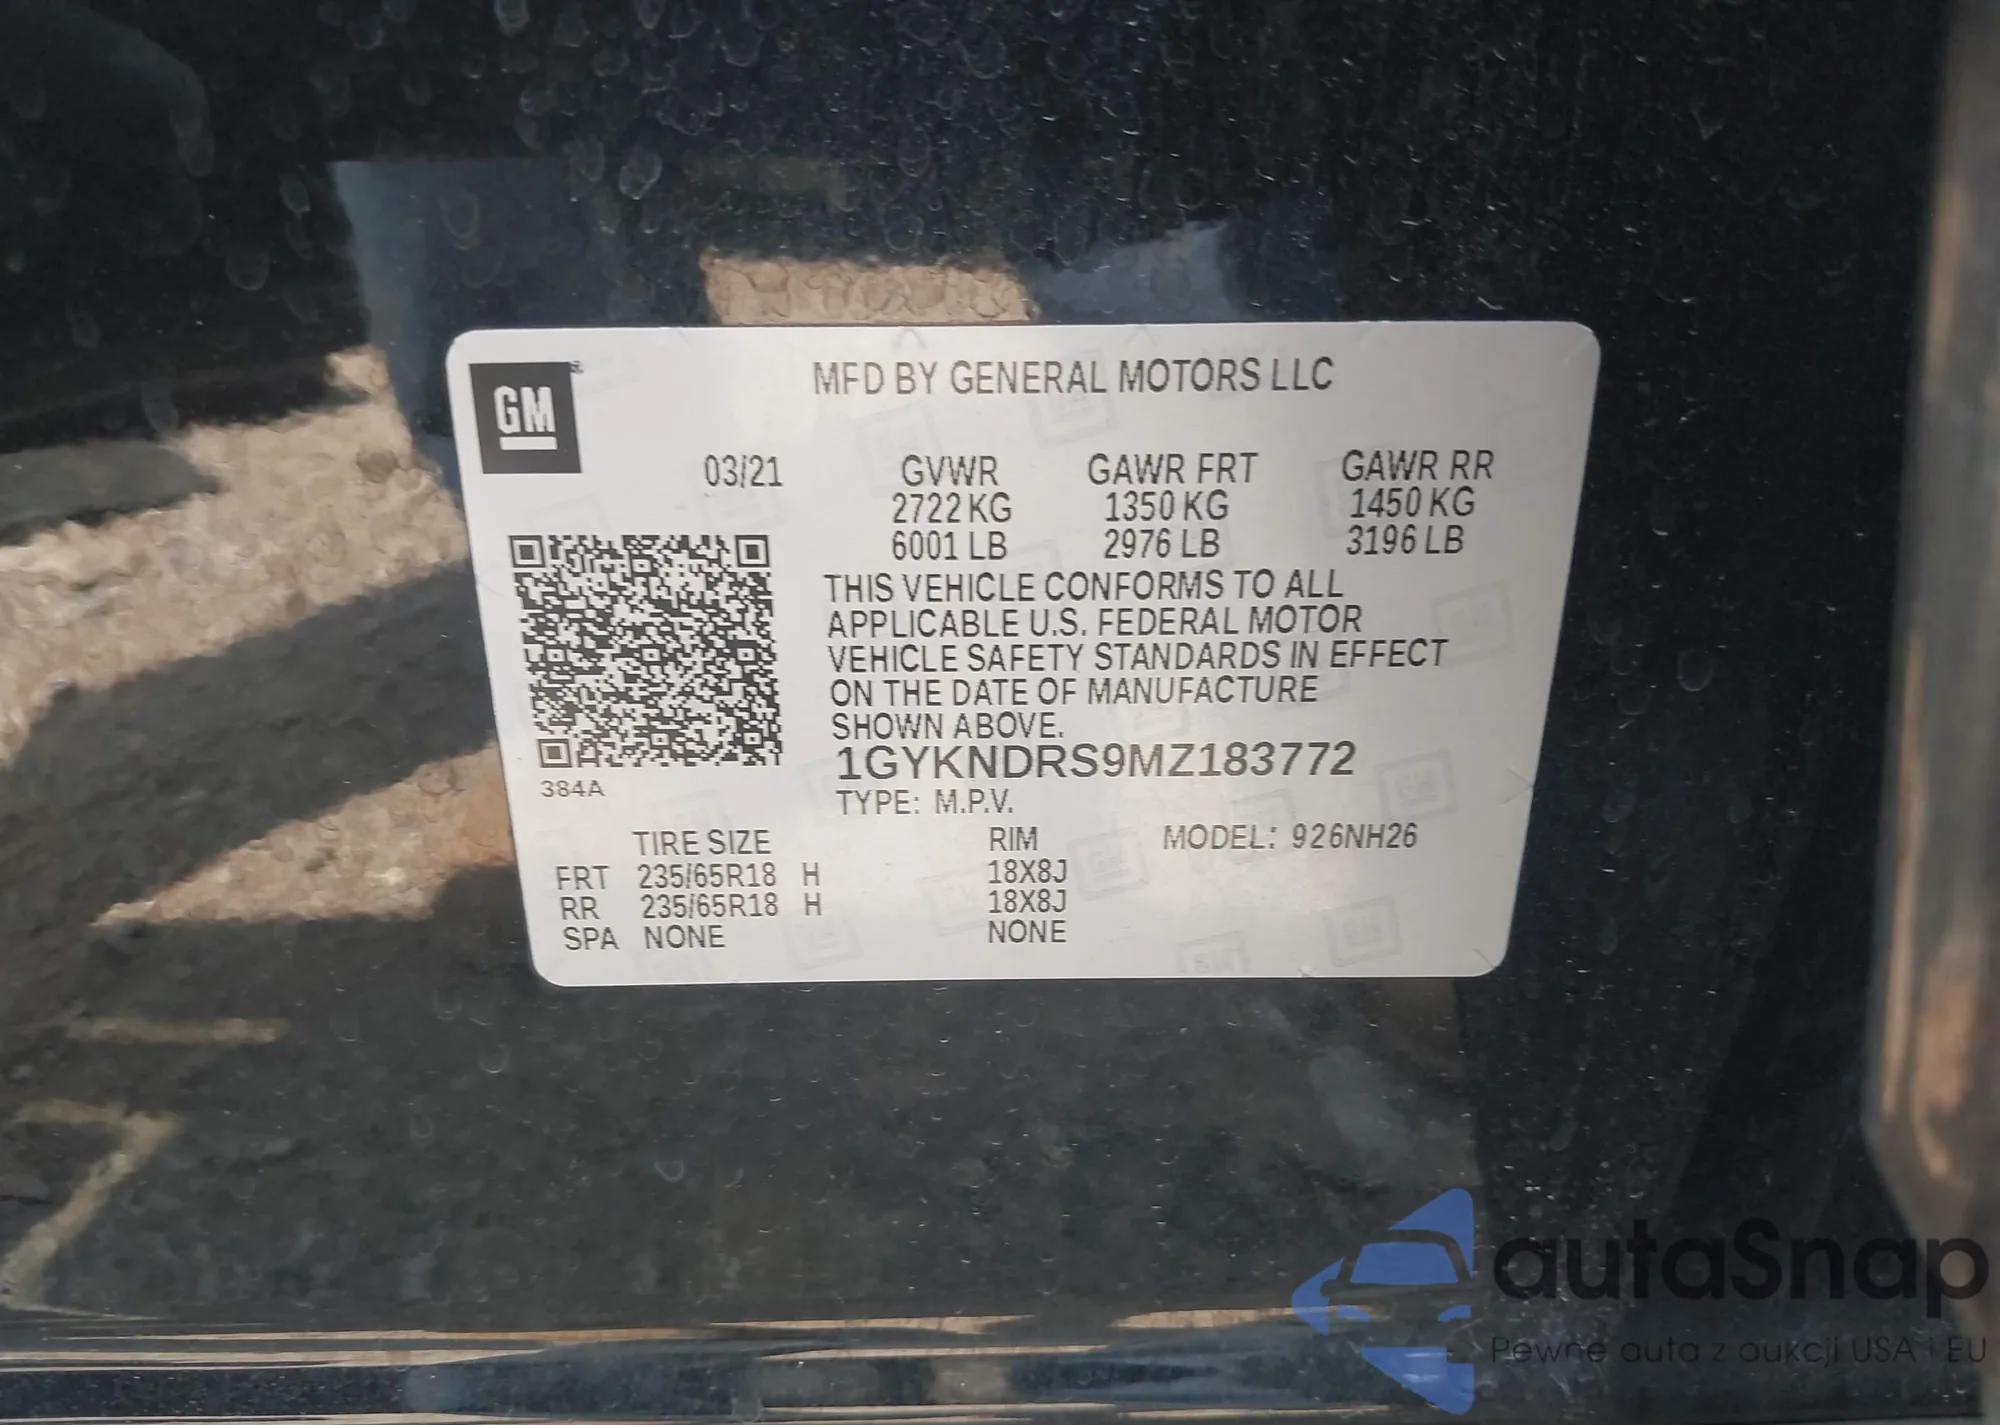 GM
MFD BY GENERAL MOTORS LLC
03/21 GVWR GAWR FRT GAWR RR
2722 KG 1350 KG 1450 KG
6001 LB 2976 LB 3196 LB
THIS VEHICLE CONFORMS TO ALL
APPLICABLE U.S. FEDERAL MOTOR
VEHICLE SAFETY STANDARDS IN EFFECT
ON THE DATE OF MANUFACTURE
SHOWN ABOVE.
1GYKNDRS9MZ183772
384A
TYPE: M.P.V.
TIRE SIZE RIM MODEL: 926NH26
FRT 235/65R18 H 18X8J
RR 235/65R18 H 18X8J
SPA NONE NONE
autaSnap
Pewne auta z aukcji USA i EU